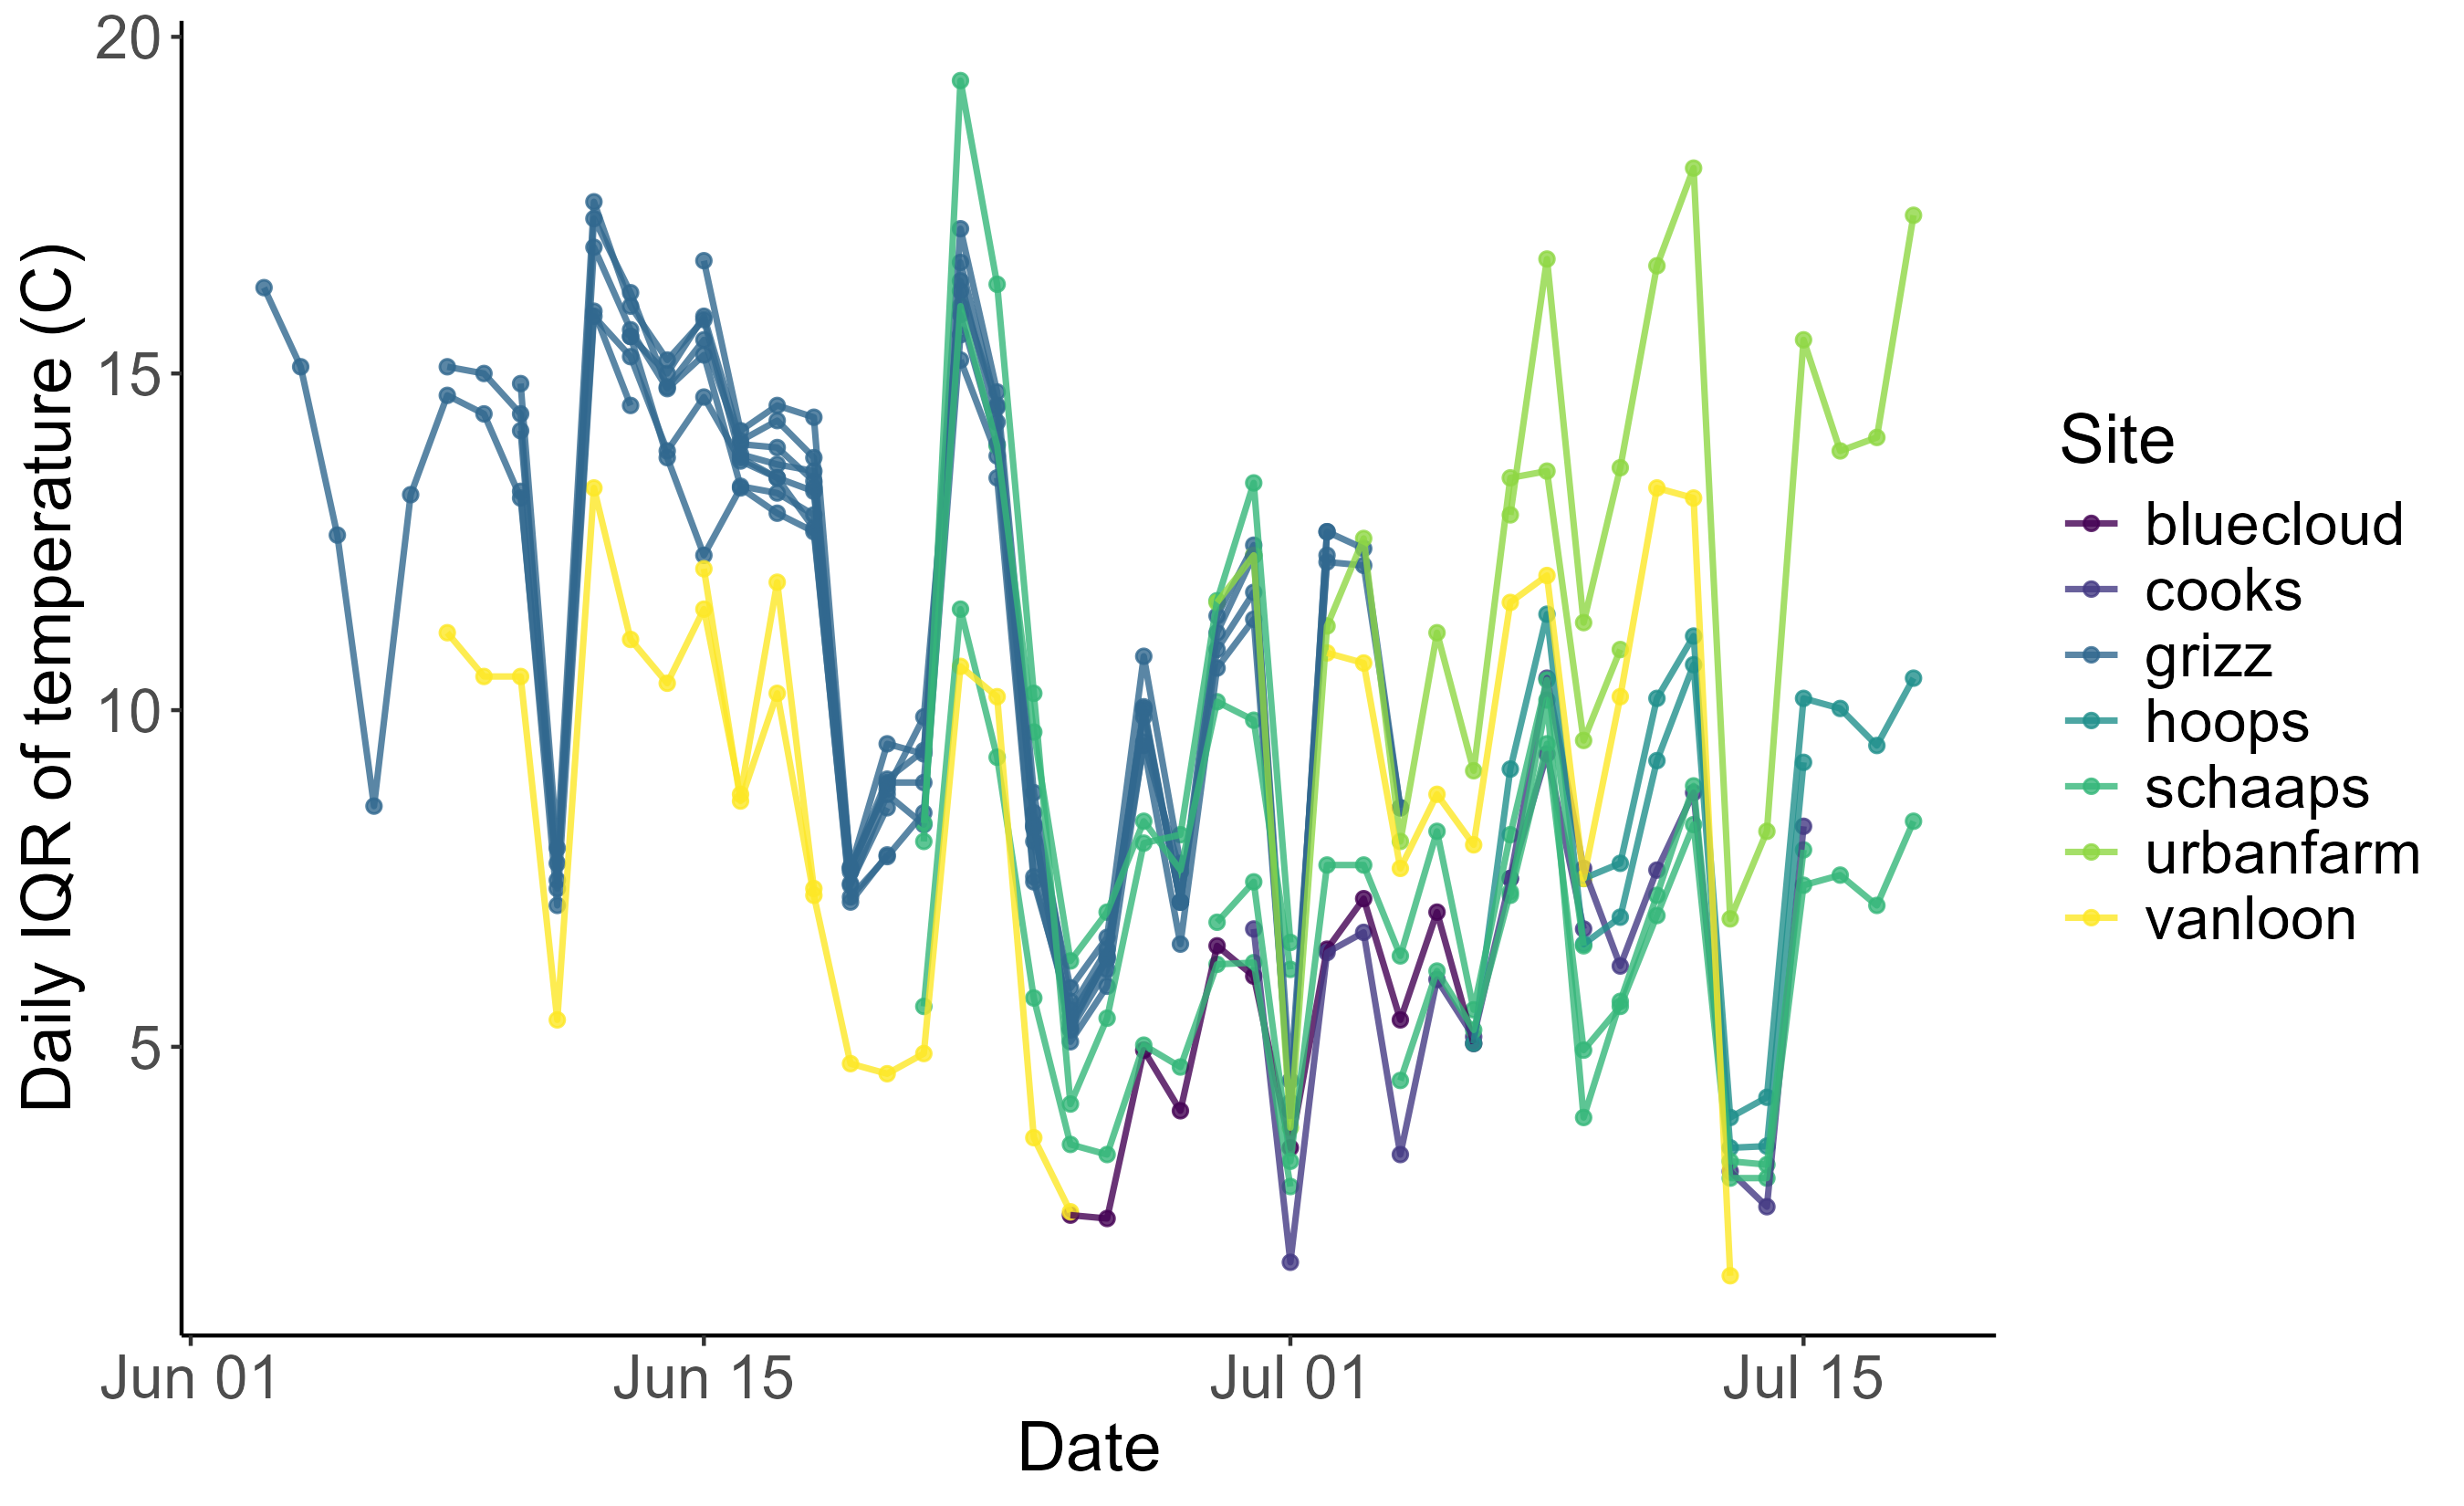 Daily IQR of temperature (C)
20
15
10
5
Jun 01
Jun 15
Jul 01
Jul 15
Date
Site
bluecloud
cooks
grizz
hoops
schaaps
urbanfarm
vanloon